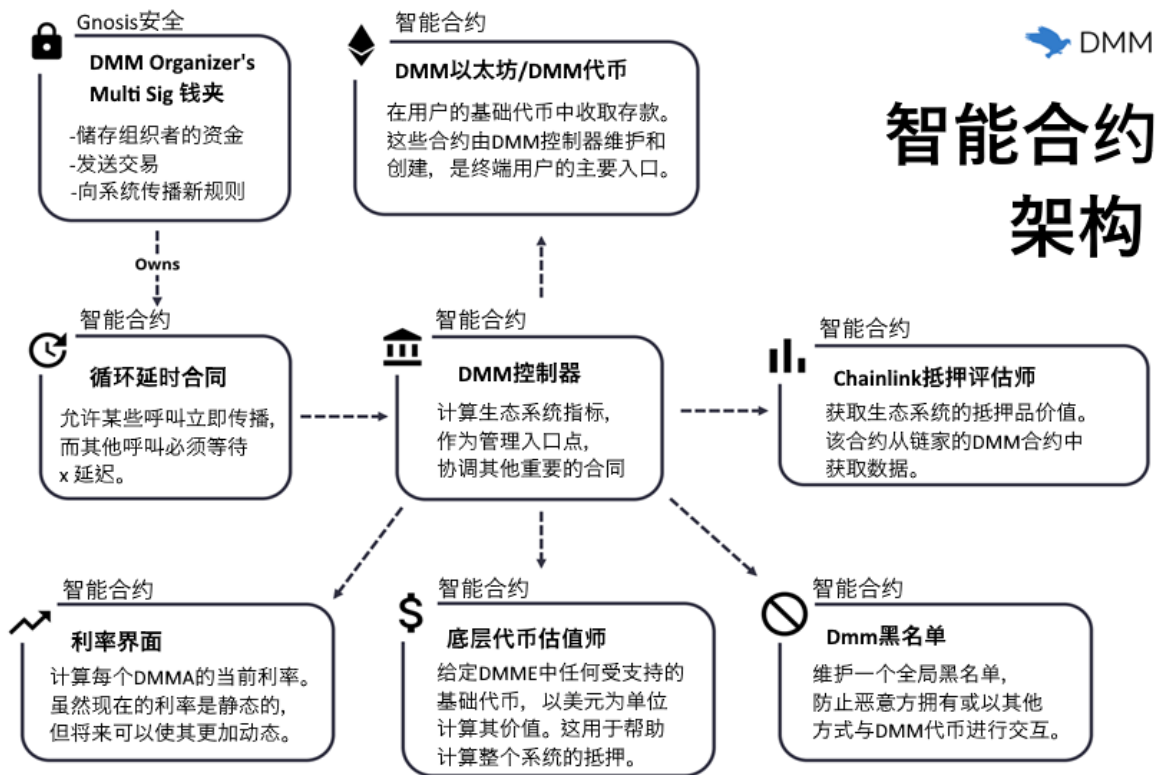 Gnosis安全
DMM Organizer's
Multi Sig 钱夹
-储存组织者的资金
-发送交易
-向系统传播新规则
智能合约
DMM以太坊/DMM代币
在用户的基础代币中收取存款。
这些合约由DMM控制器维护和
创建，是终端用户的主要入口。
DMM
智能合约
架构
Owns
智能合约
循环延时合同
允许某些呼叫立即传播，
而其他呼叫必须等待
x 延迟。
智能合约
DMM控制器
计算生态系统指标，
作为管理入口点，
协调其他重要的合同
智能合约
Chainlink抵押评估师
获取生态系统的抵押品价值。
该合约从链家的DMM合约中
获取数据。
智能合约
利率界面
计算每个DMMA的当前利率。
虽然现在的利率是静态的，
但将来可以使其更加动态。
智能合约
底层代币估值师
给定DMME中任何受支持的
基础代币，以美元为单位
计算其价值。这用于帮助
计算整个系统的抵押。
智能合约
Dmm黑名单
维护一个全局黑名单，
防止恶意方拥有或以其他
方式与DMM代币进行交互。